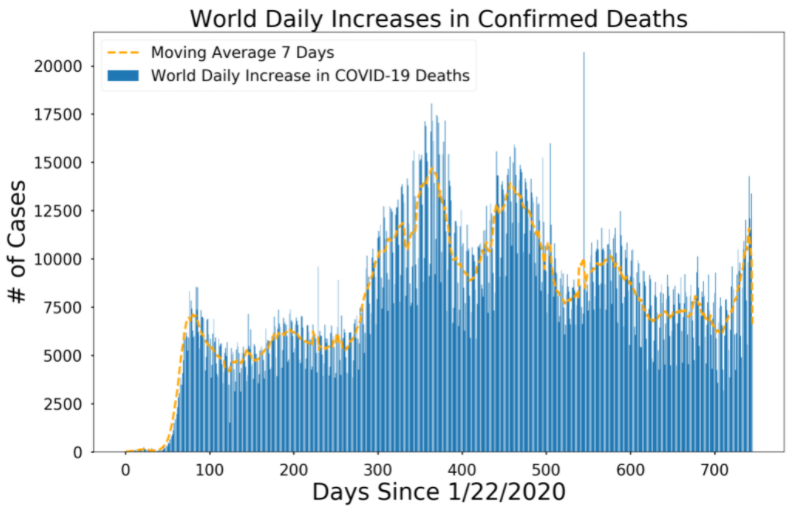 World Daily Increases in Confirmed Deaths
Moving Average 7 Days
World Daily Increase in COVID-19 Deaths
20000
17500
15000
12500
10000
7500
5000
2500
0
# of Cases
0 100 200 300 400 500 600 700
Days Since 1/22/2020